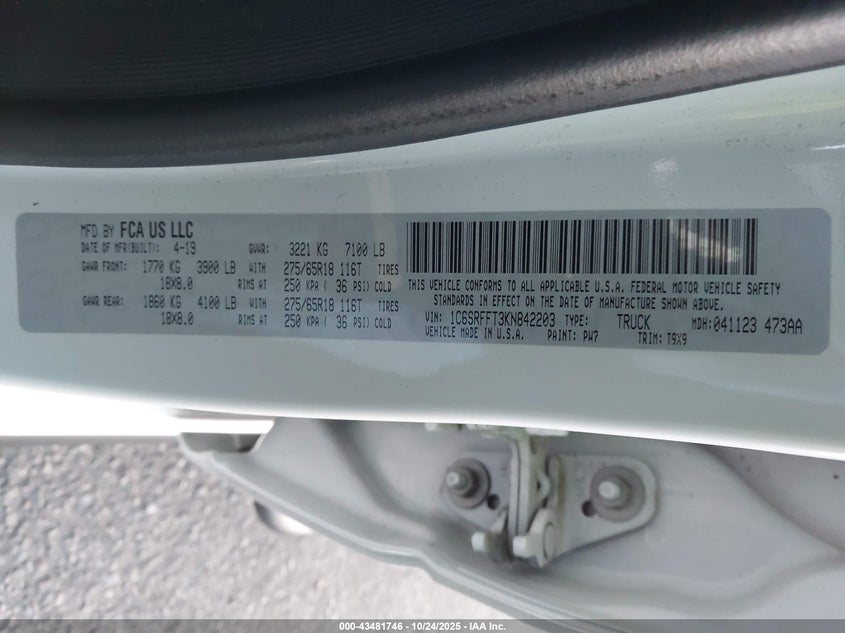 MFD BY FCA US LLC
DATE OF MFR(BUILT): 4-19 GVWR: 3221 KG 7100 LB
GAWR FRONT: 1770 KG 3900 LB WITH 275/65R18 116T TIRES
18X8.0 RIMS AT 250 KPA ( 36 PSI) COLD
GAWR REAR: 1860 KG 4100 LB WITH 275/65R18 116T TIRES
18X8.0 RIMS AT 250 KPA ( 36 PSI) COLD
THIS VEHICLE CONFORMS TO ALL APPLICABLE U.S.A. FEDERAL MOTOR VEHICLE SAFETY
STANDARDS IN EFFECT ON THE DATE OF MANUFACTURE SHOWN ABOVE.
VIN: 1C6SRFFT3KN842203 TYPE: TRUCK MDH: 041123 473AA
VEHICLE MADE IN U.S.A. PAINT: PW7 TRIM: T9X9
000-43481746 - 10/24/2025 - IAA Inc.